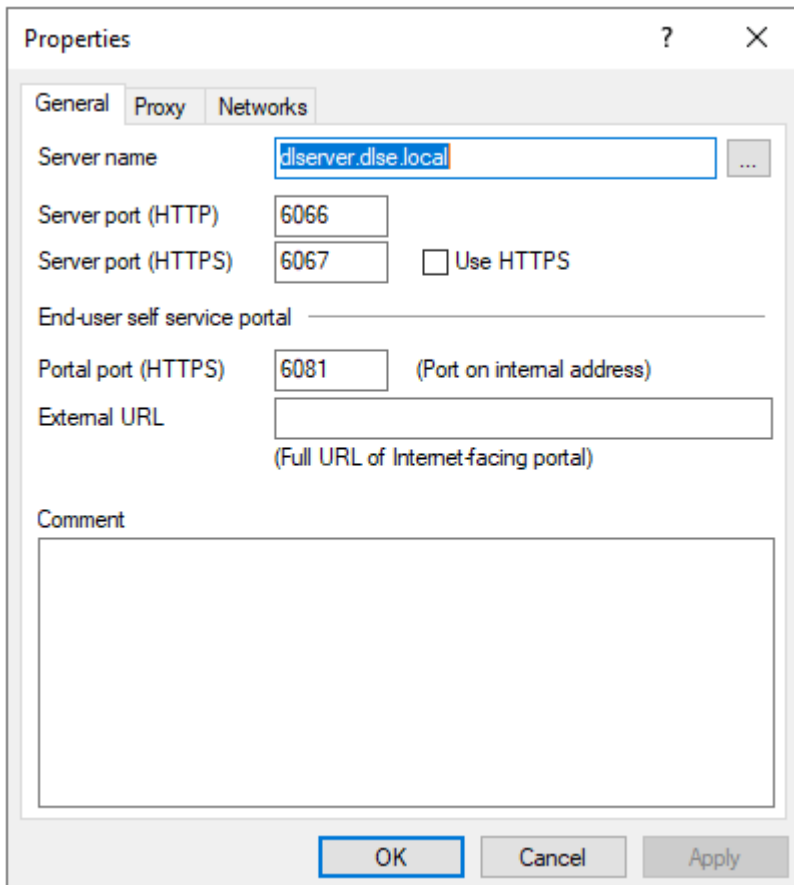 Properties ?
General Proxy Networks
Server name dlserver.dlse.local ...
Server port (HTTP) 6066
Server port (HTTPS) 6067 Use HTTPS
End-user self service portal
Portal port (HTTPS) 6081 (Port on internal address)
External URL
(Full URL of Internet-facing portal)
Comment
OK Cancel Apply